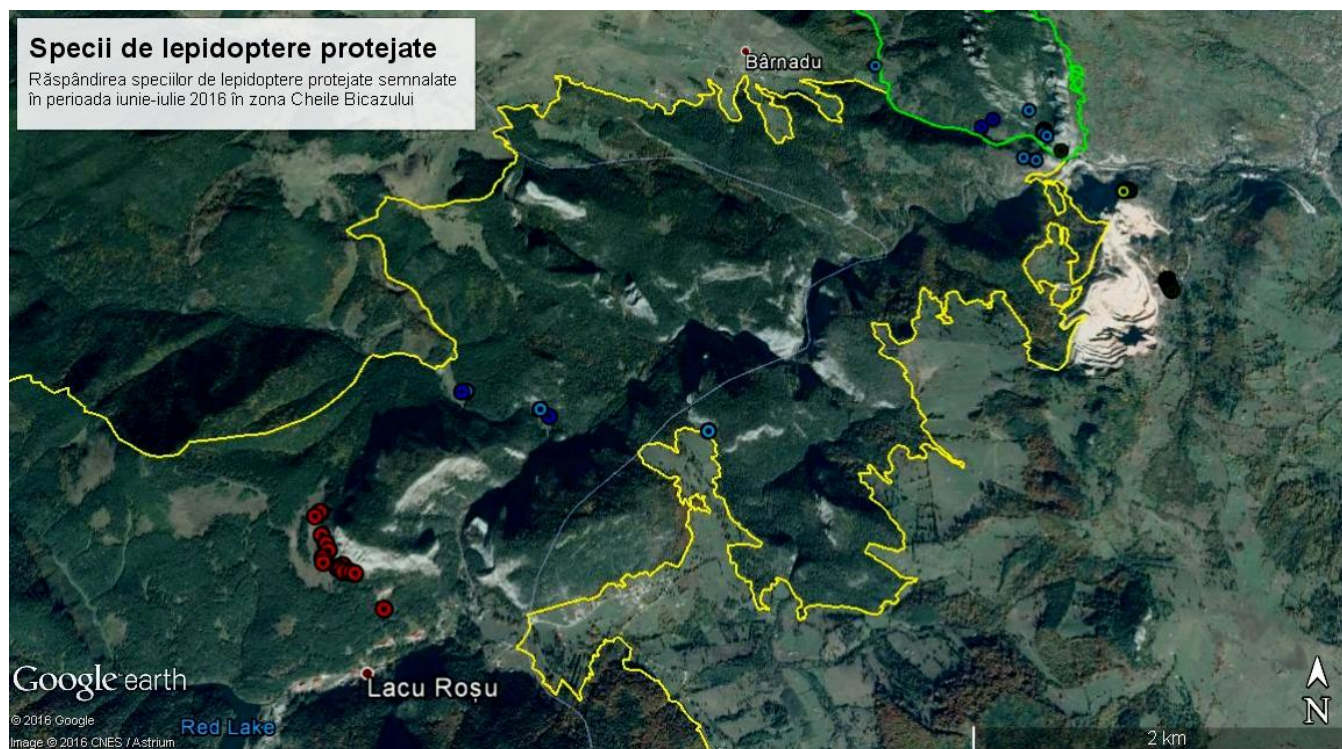 Specii de lepidoptere protejate
Răspândirea speciilor de lepidoptere protejate semnalate
în perioada iunie-iulie 2016 în zona Cheile Bicazului
Bârnadu
Lacu Roșu
Google earth
Red Lake
© 2016 Google
Image © 2016 CNES / Astrium
2 km
N